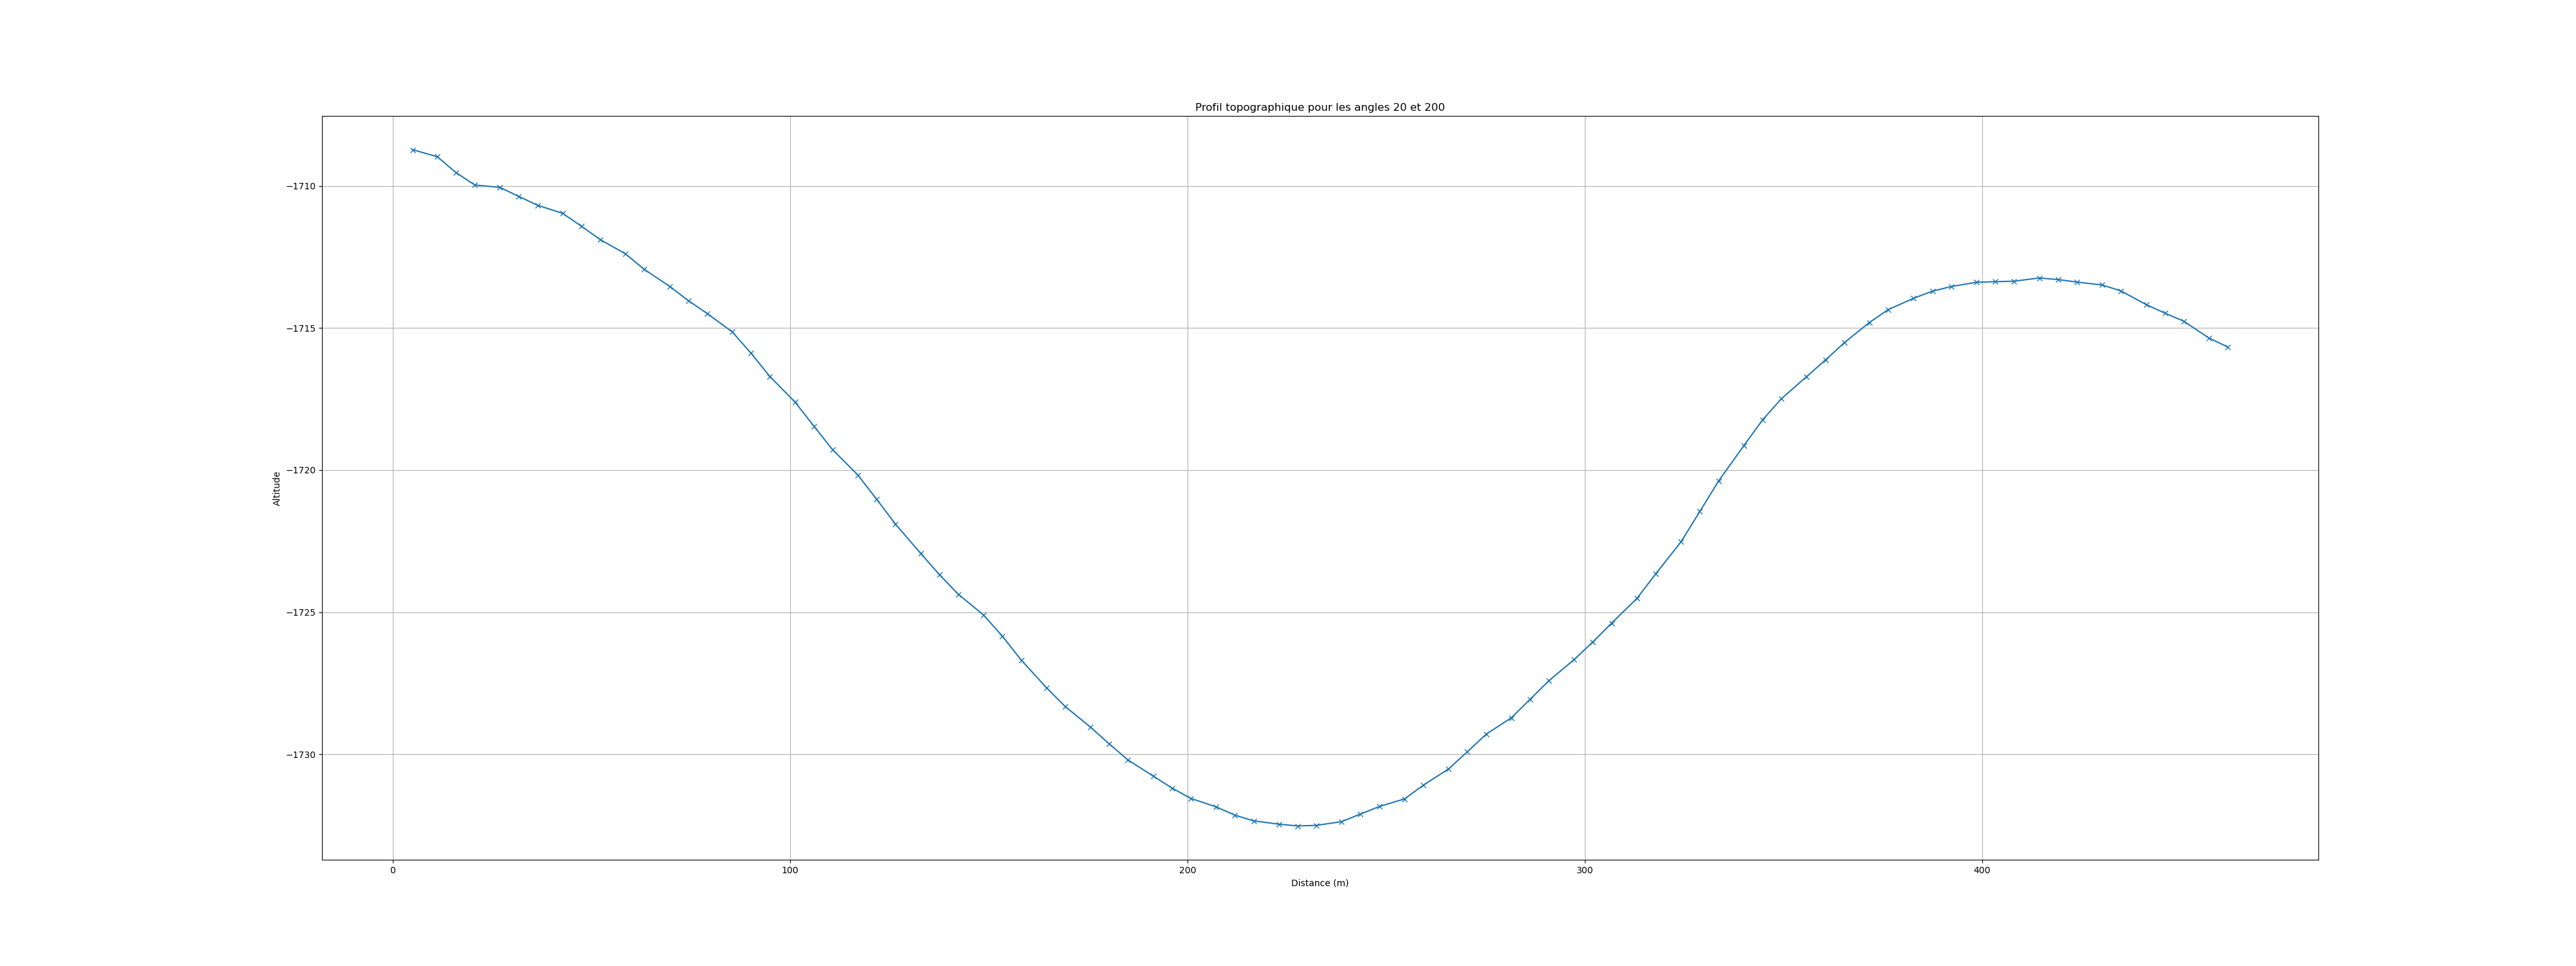 Profil topographique pour les angles 20 et 200
−1710
−1715
−1720
−1725
−1730
Altitude
0 100 200 300 400
Distance (m)